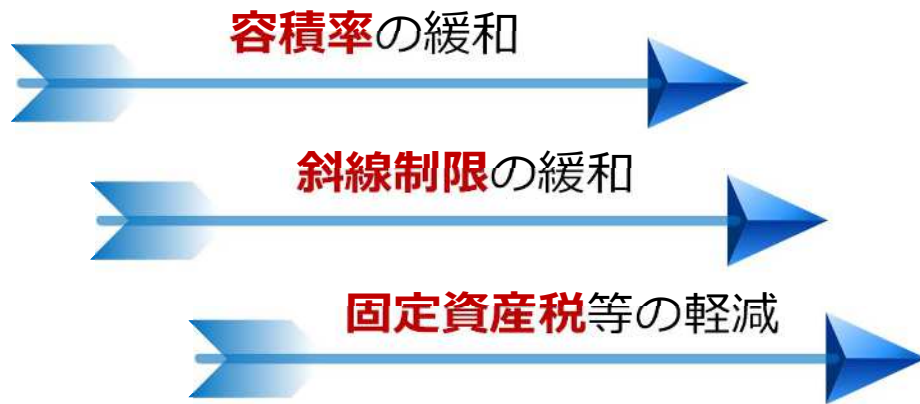 容積率の緩和
斜線制限の緩和
固定資産税等の軽減